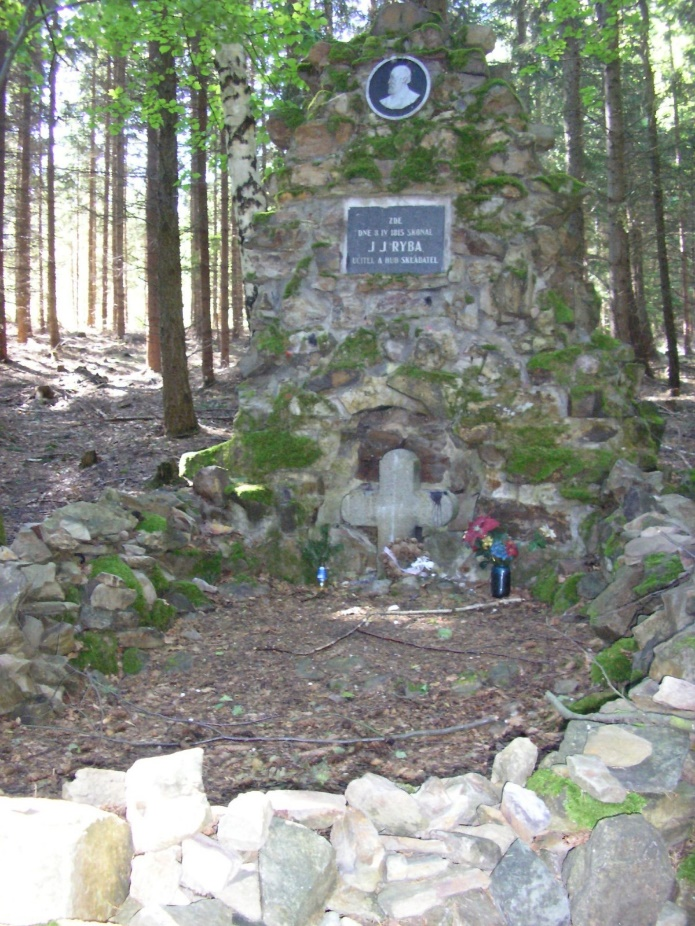 ZDE
DNE 8 IV 1815 SKONAL
J J RYBA
UČITEL A HUD SKLADATEL